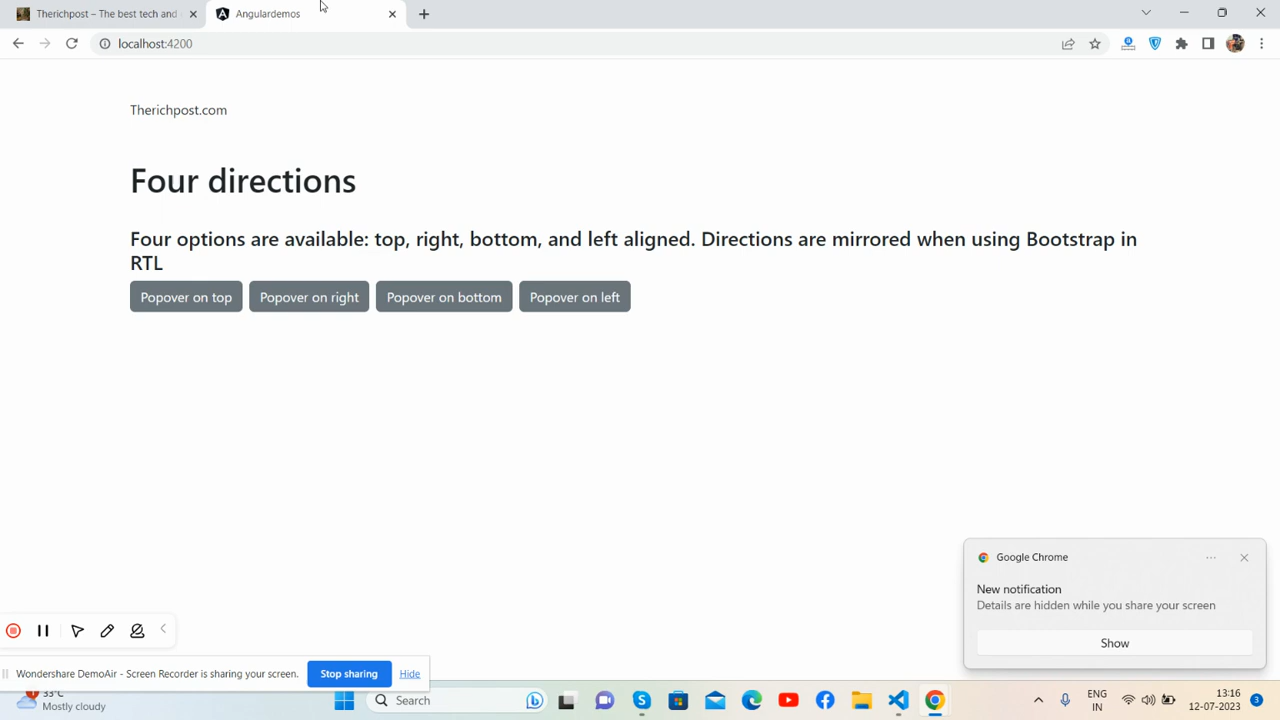 Therichpost – The best tech and
Angulardemos
localhost:4200
Therichpost.com
Four directions
Four options are available: top, right, bottom, and left aligned. Directions are mirrored when using Bootstrap in
RTL
Popover on top
Popover on right
Popover on bottom
Popover on left
Google Chrome
New notification
Details are hidden while you share your screen
Show
Wondershare DemoAir - Screen Recorder is sharing your screen.
Stop sharing
Hide
33°C
Mostly cloudy
Search
ENG
IN
13:16
12-07-2023
3